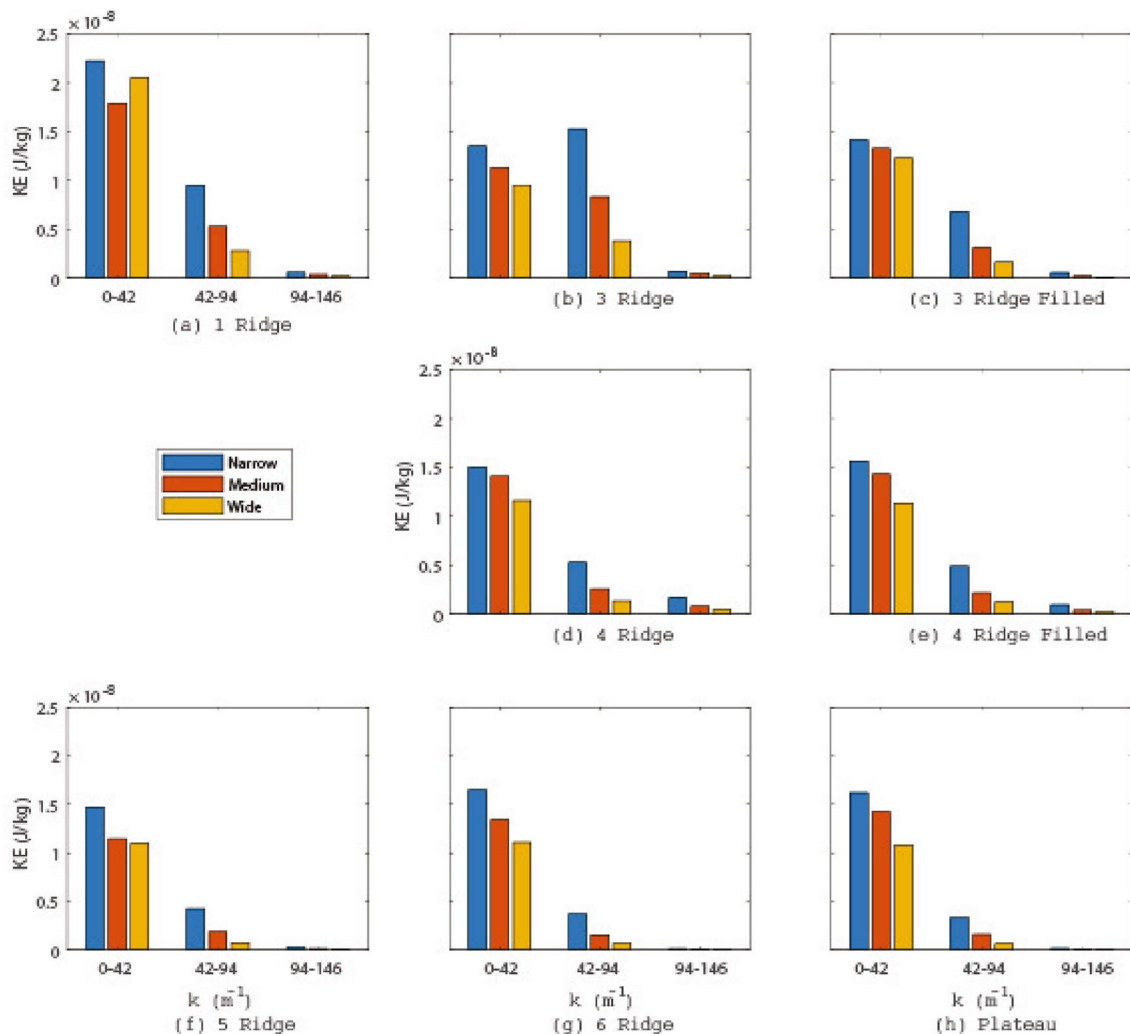 × 10⁻⁸
2.5
2
1.5
1
0.5
0
KE (J/kg)
0-42 42-94 94-146
(a) 1 Ridge
(b) 3 Ridge
(c) 3 Ridge Filled
Narrow
Medium
Wide
× 10⁻⁸
2.5
2
1.5
1
0.5
0
KE (J/kg)
(d) 4 Ridge
(e) 4 Ridge Filled
× 10⁻⁸
2.5
2
1.5
1
0.5
0
KE (J/kg)
0-42 42-94 94-146
k (m⁻¹)
(f) 5 Ridge
0-42 42-94 94-146
k (m⁻¹)
(g) 6 Ridge
0-42 42-94 94-146
k (m⁻¹)
(h) Plateau